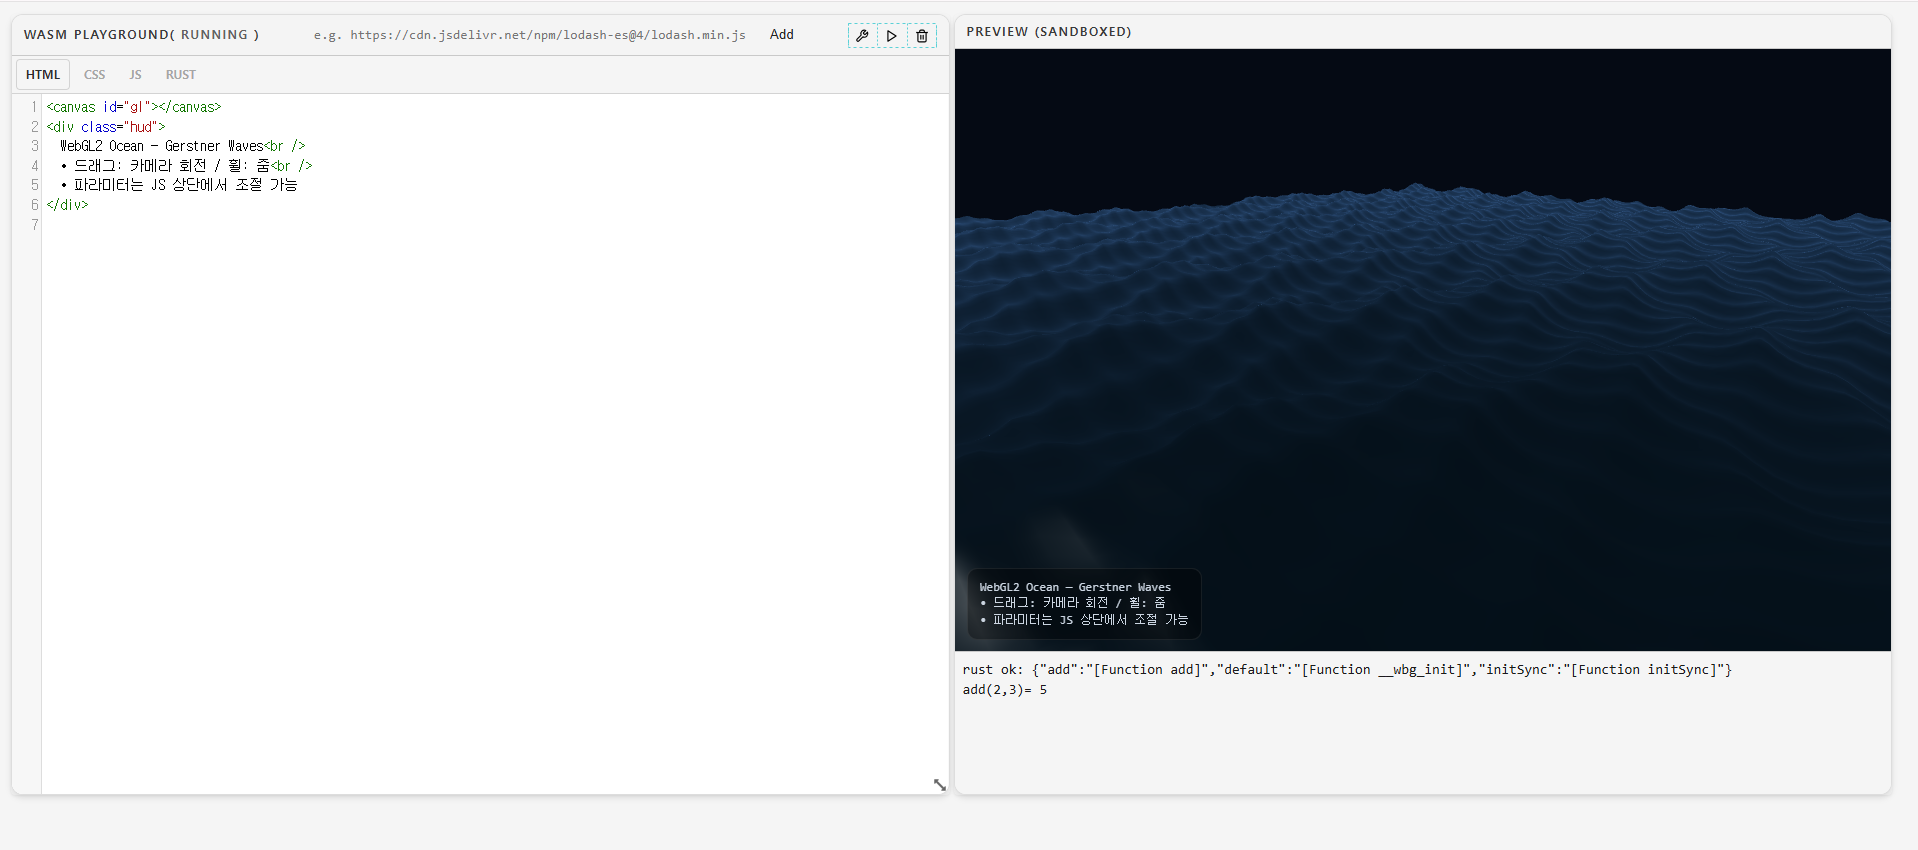 WASM PLAYGROUND( RUNNING )
e.g. https://cdn.jsdelivr.net/npm/lodash-es@4/lodash.min.js
Add
HTML CSS JS RUST
1 <canvas id="gl"></canvas>
2 <div class="hud">
3 WebGL2 Ocean — Gerstner Waves<br />
4 • 드래그: 카메라 회전 / 휠: 줌<br />
5 • 파라미터는 JS 상단에서 조절 가능
6 </div>
7
PREVIEW (SANDBOXED)
WebGL2 Ocean — Gerstner Waves
• 드래그: 카메라 회전 / 휠: 줌
• 파라미터는 JS 상단에서 조절 가능
rust ok: {"add":"[Function add]","default":"[Function __wbg_init]","initSync":"[Function initSync]"}
add(2,3)= 5